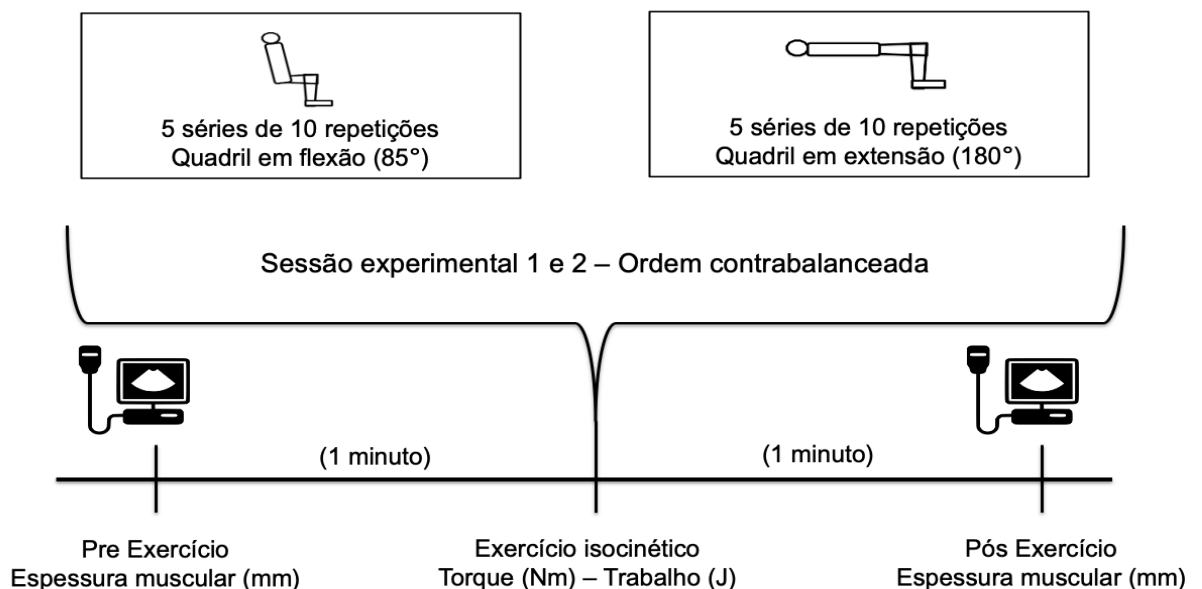 5 séries de 10 repetições
Quadril em flexão (85°)
5 séries de 10 repetições
Quadril em extensão (180°)
Sessão experimental 1 e 2 – Ordem contrabalanceada
(1 minuto)
(1 minuto)
Pre Exercício
Espessura muscular (mm)
Exercício isocinético
Torque (Nm) – Trabalho (J)
Pós Exercício
Espessura muscular (mm)